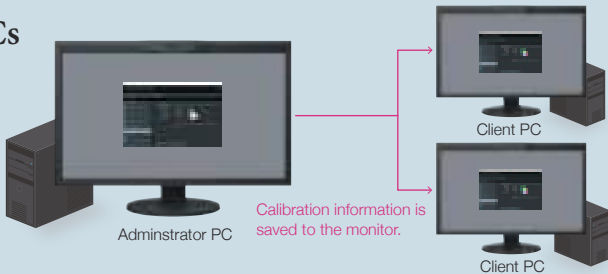 Cs
Client PC
Calibration information is
saved to the monitor.
Adminstrator PC
Client PC